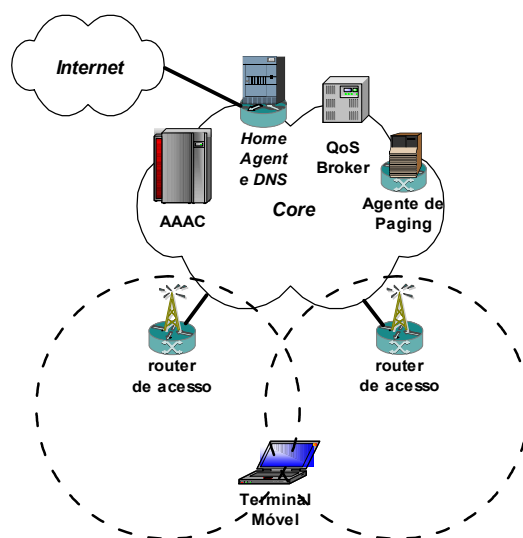 Internet
Home
Agent
e DNS
QoS
Broker
AAAC
Core
Agente de
Paging
router
de acesso
router
de acesso
Terminal
Móvel